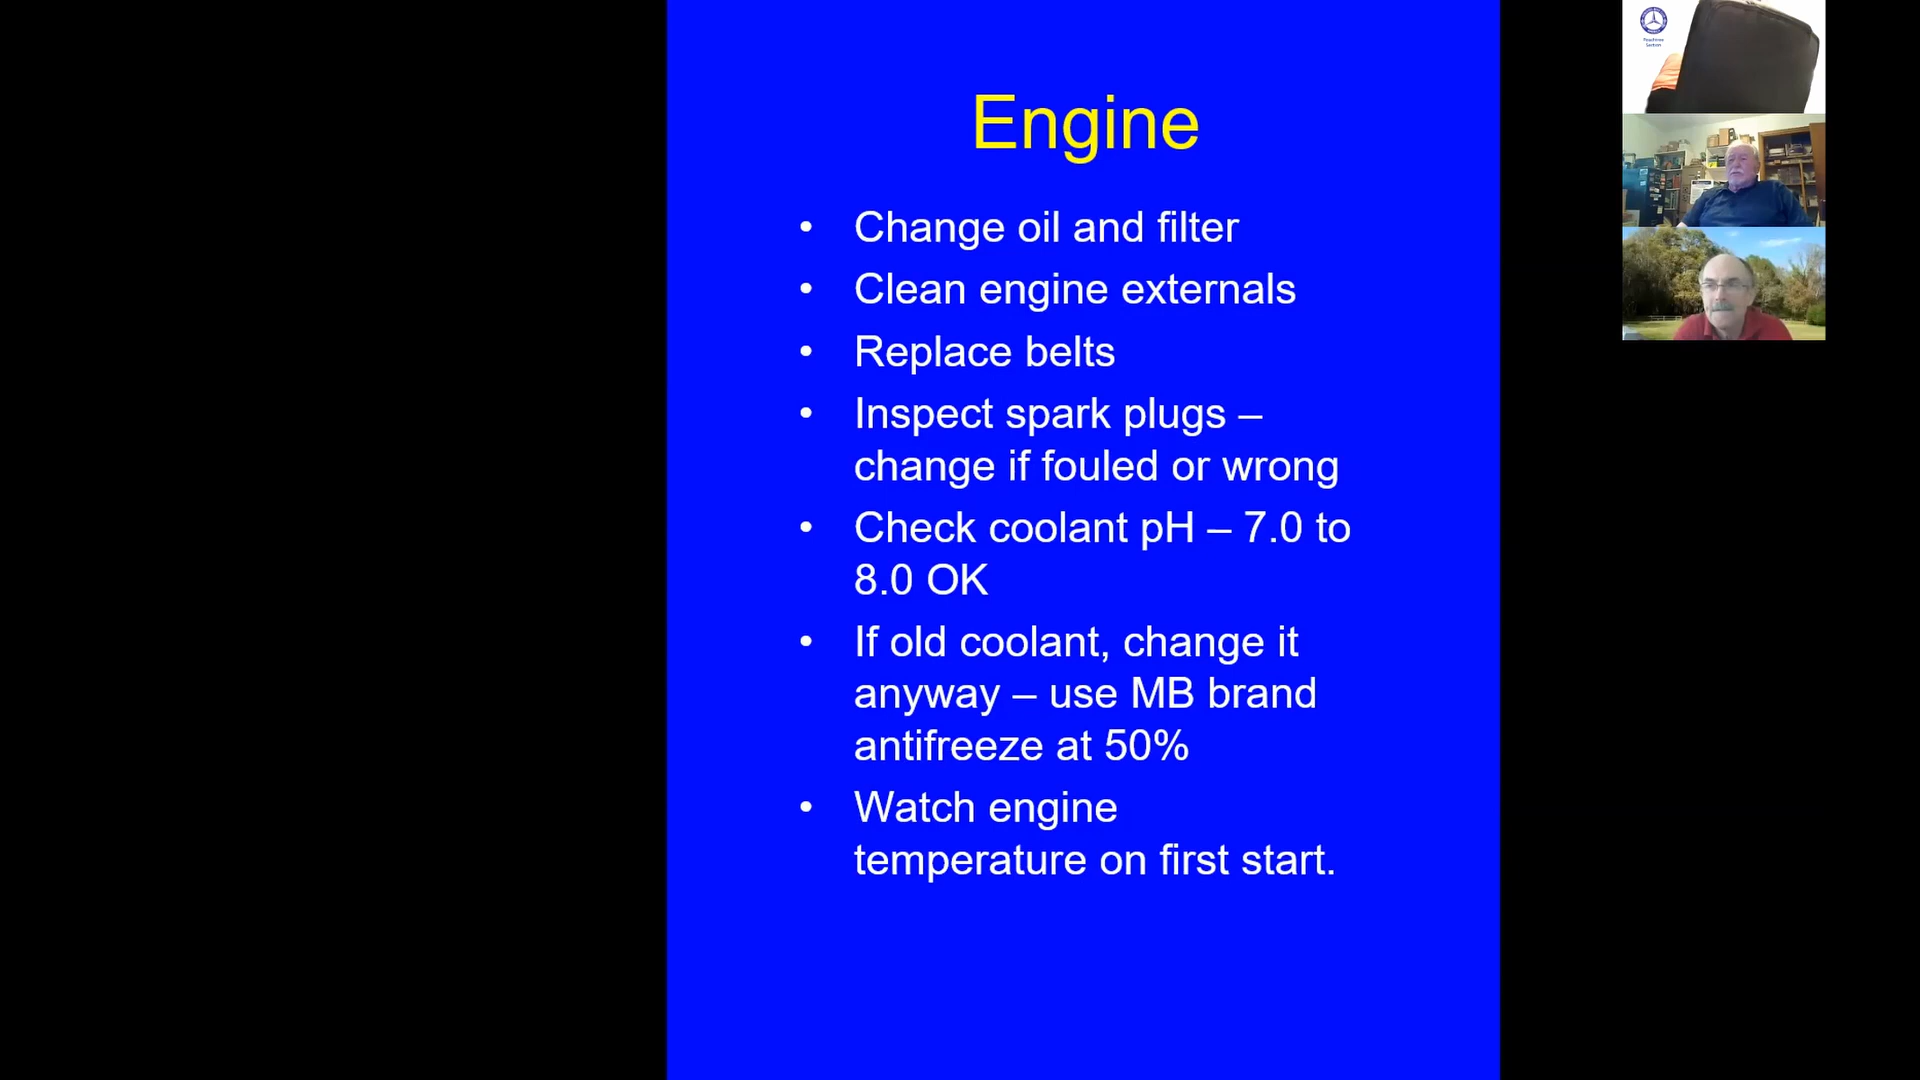 Engine
• Change oil and filter
• Clean engine externals
• Replace belts
• Inspect spark plugs –
change if fouled or wrong
• Check coolant pH – 7.0 to
8.0 OK
• If old coolant, change it
anyway – use MB brand
antifreeze at 50%
• Watch engine
temperature on first start.
Peachtree
Section